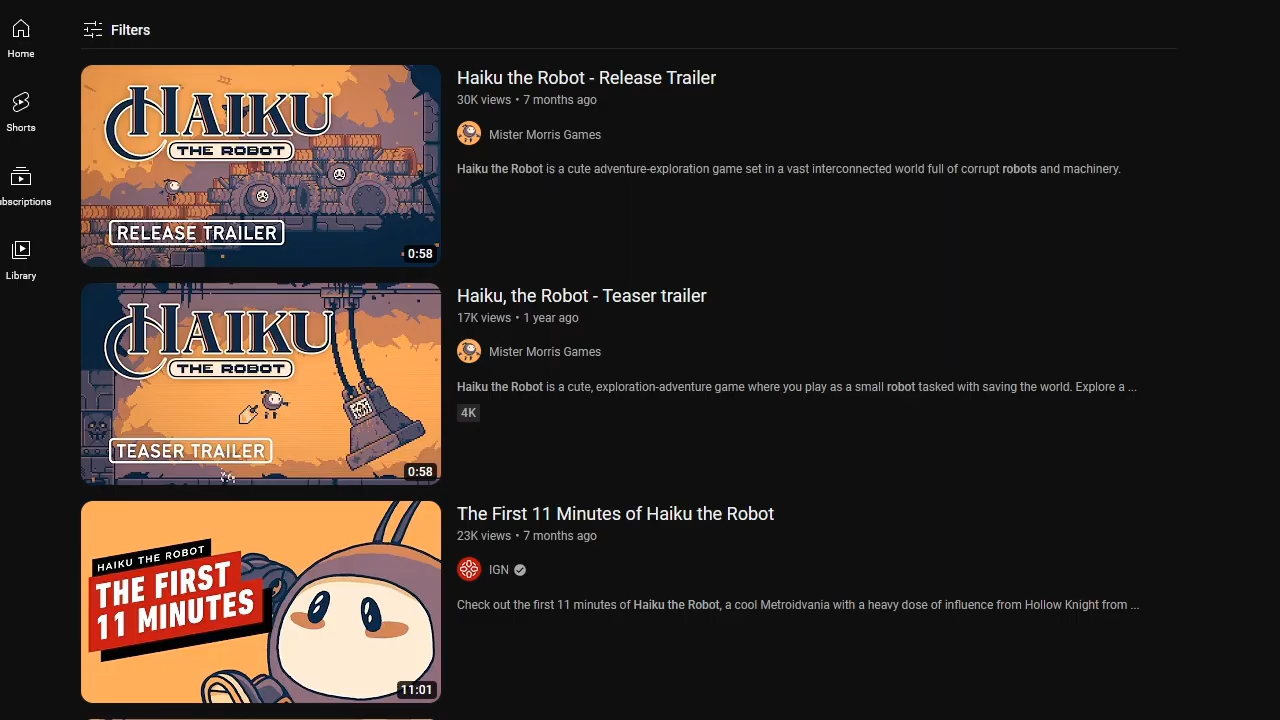 Filters
Home
Shorts
ubscriptions
Library
HAIKU
THE ROBOT
RELEASE TRAILER
0:58
Haiku the Robot - Release Trailer
30K views • 7 months ago
Mister Morris Games
Haiku the Robot is a cute adventure-exploration game set in a vast interconnected world full of corrupt robots and machinery.
HAIKU
THE ROBOT
TEASER TRAILER
0:58
Haiku, the Robot - Teaser trailer
17K views • 1 year ago
Mister Morris Games
Haiku the Robot is a cute, exploration-adventure game where you play as a small robot tasked with saving the world. Explore a ...
4K
HAIKU THE ROBOT
THE FIRST
11 MINUTES
11:01
The First 11 Minutes of Haiku the Robot
23K views • 7 months ago
IGN
Check out the first 11 minutes of Haiku the Robot, a cool Metroidvania with a heavy dose of influence from Hollow Knight from ...